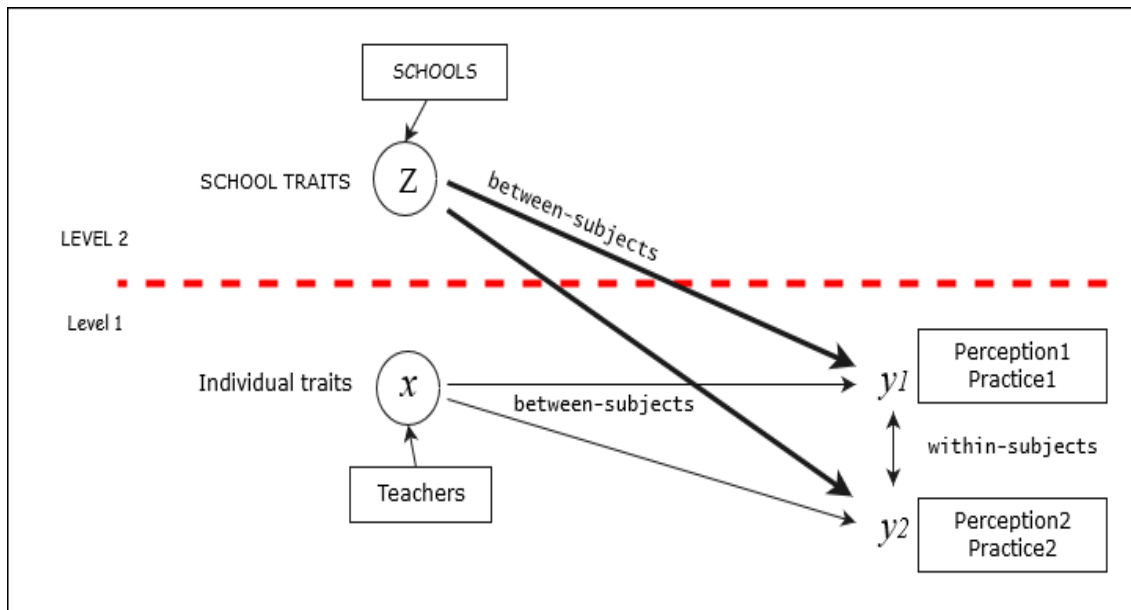 SCHOOLS
SCHOOL TRAITS
Z
between-subjects
LEVEL 2
Level 1
Individual traits
x
between-subjects
Teachers
y1
Perception1
Practice1
within-subjects
y2
Perception2
Practice2